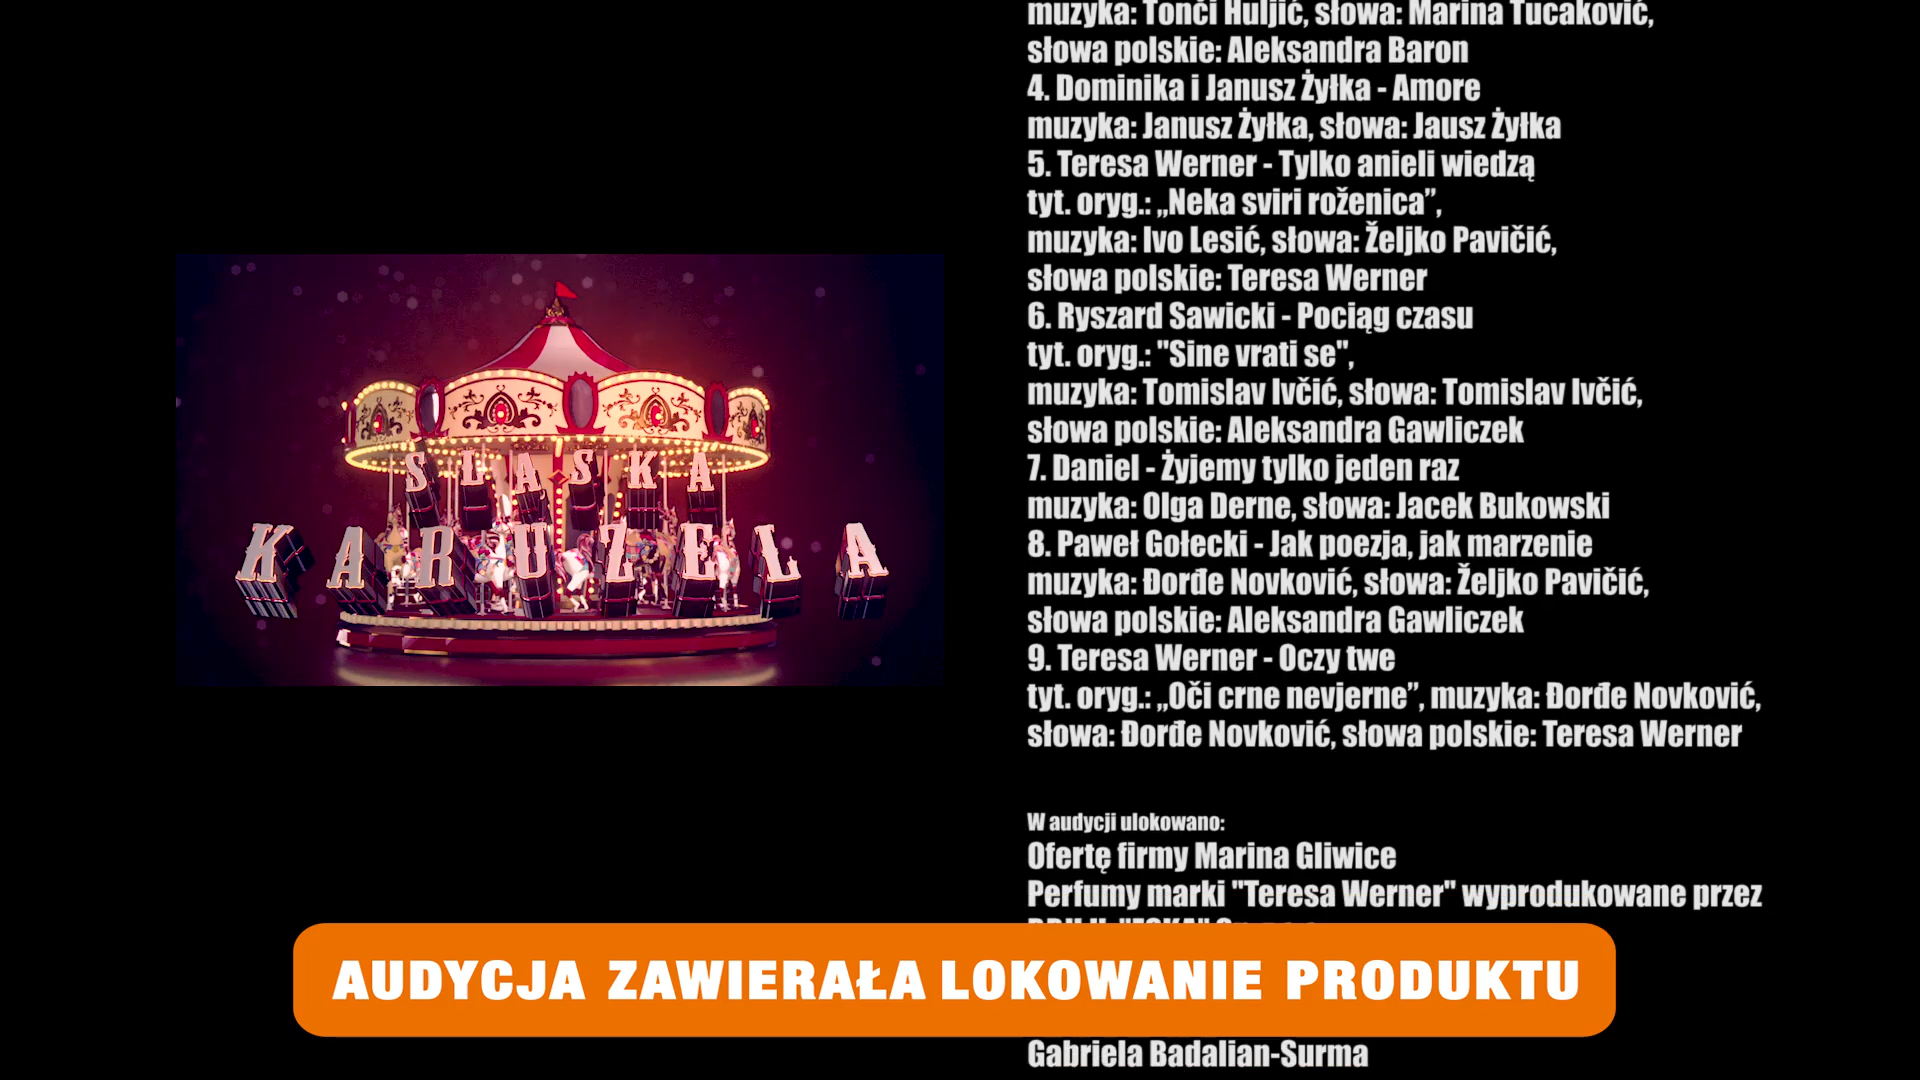 ŚLĄSKA
KARUZELA
muzyka: Tonči Huljić, słowa: Marina Tucaković,
słowa polskie: Aleksandra Baron
4. Dominika i Janusz Żyłka - Amore
muzyka: Janusz Żyłka, słowa: Jausz Żyłka
5. Teresa Werner - Tylko anieli wiedzą
tyt. oryg.: „Neka sviri roženica”,
muzyka: Ivo Lesić, słowa: Željko Pavičić,
słowa polskie: Teresa Werner
6. Ryszard Sawicki - Pociąg czasu
tyt. oryg.: "Sine vrati se",
muzyka: Tomislav Ivčić, słowa: Tomislav Ivčić,
słowa polskie: Aleksandra Gawliczek
7. Daniel - Żyjemy tylko jeden raz
muzyka: Olga Derne, słowa: Jacek Bukowski
8. Paweł Gołecki - Jak poezja, jak marzenie
muzyka: Đorđe Novković, słowa: Željko Pavičić,
słowa polskie: Aleksandra Gawliczek
9. Teresa Werner - Oczy twe
tyt. oryg.: „Oči crne nevjerne”, muzyka: Đorđe Novković,
słowa: Đorđe Novković, słowa polskie: Teresa Werner
W audycji ulokowano:
Ofertę firmy Marina Gliwice
Perfumy marki "Teresa Werner" wyprodukowane przez
AUDYCJA ZAWIERAŁA LOKOWANIE PRODUKTU
Gabriela Badalian-Surma